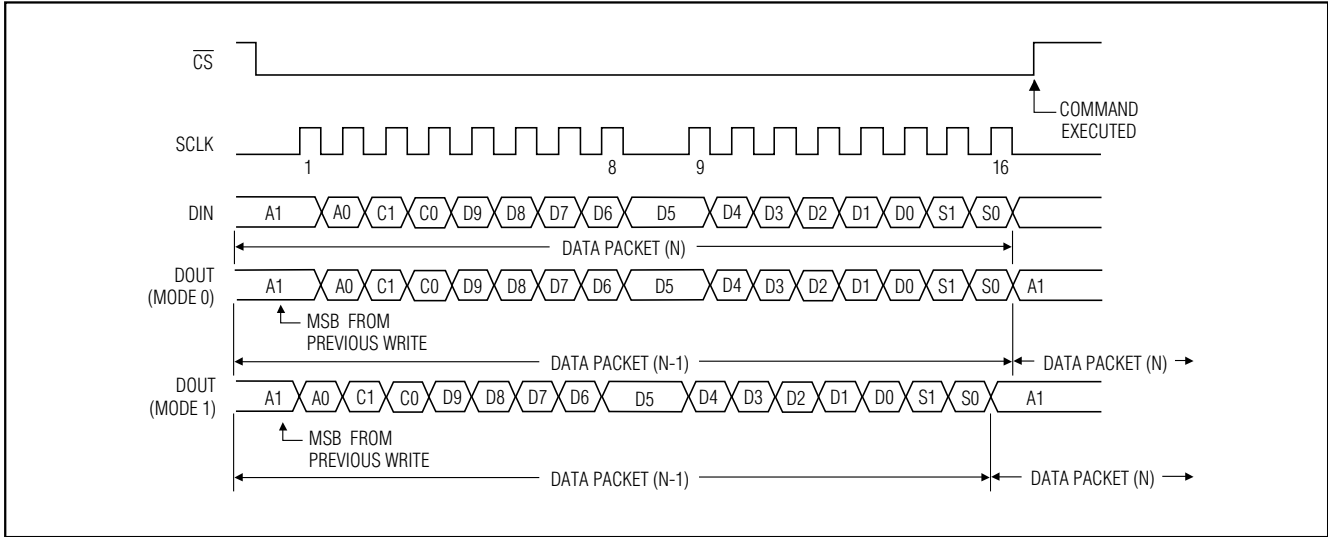 CS
COMMAND
EXECUTED
SCLK
1 8 9 16
DIN A1 A0 C1 C0 D9 D8 D7 D6 D5 D4 D3 D2 D1 D0 S1 S0
DATA PACKET (N)
DOUT
(MODE 0)
A1 A0 C1 C0 D9 D8 D7 D6 D5 D4 D3 D2 D1 D0 S1 S0 A1
MSB FROM
PREVIOUS WRITE
DATA PACKET (N-1) DATA PACKET (N)
DOUT
(MODE 1)
A1 A0 C1 C0 D9 D8 D7 D6 D5 D4 D3 D2 D1 D0 S1 S0 A1
MSB FROM
PREVIOUS WRITE
DATA PACKET (N-1) DATA PACKET (N)